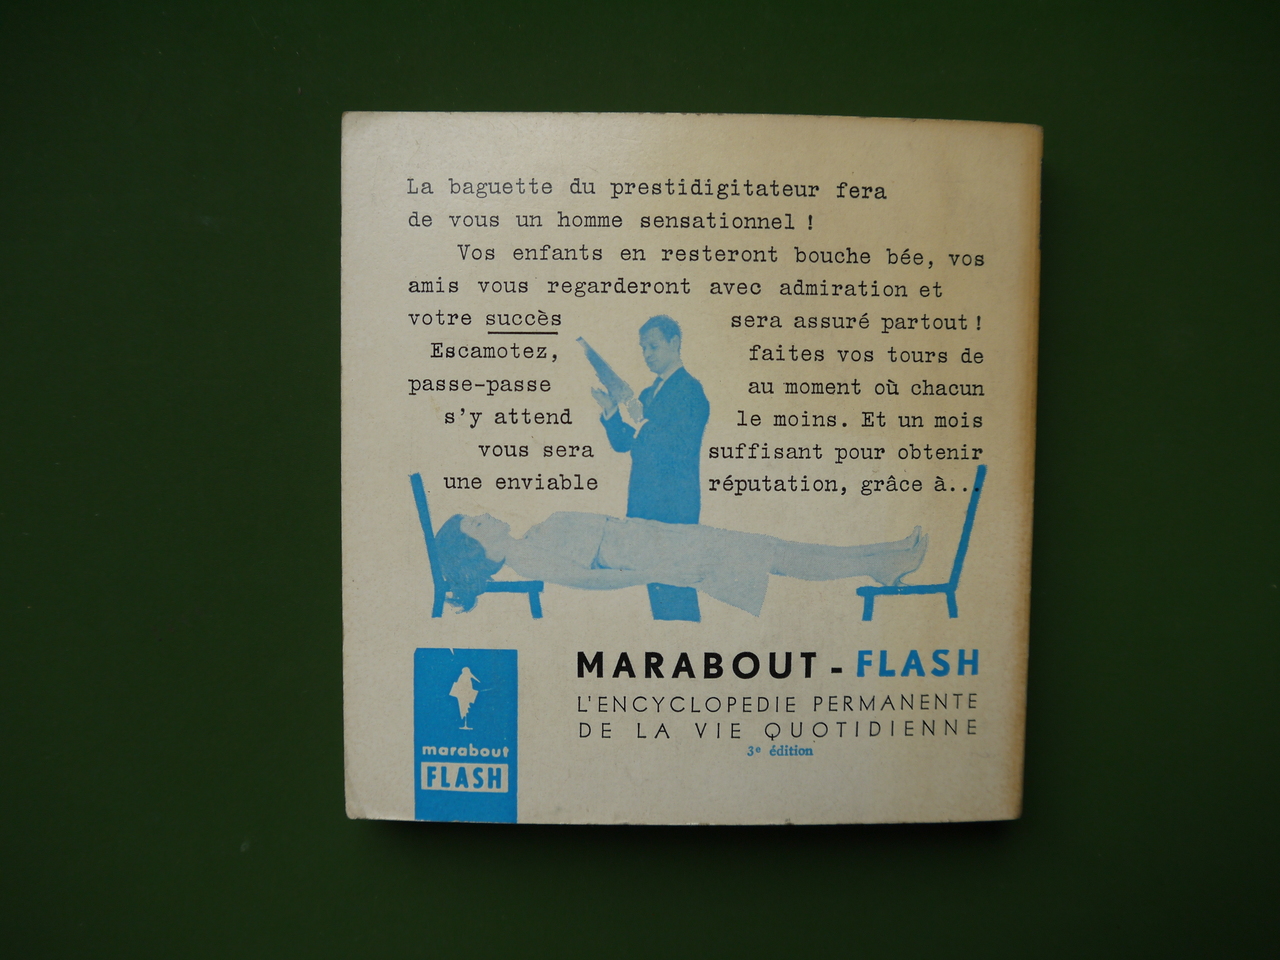 La baguette du prestidigitateur fera
de vous un homme sensationnel !
Vos enfants en resteront bouche bée, vos
amis vous regarderont avec admiration et
votre succès sera assuré partout !
Escamotez, faites vos tours de
passe-passe au moment où chacun
s'y attend le moins. Et un mois
vous sera suffisant pour obtenir
une enviable réputation, grâce à...
MARABOUT - FLASH
L'ENCYCLOPEDIE PERMANENTE
DE LA VIE QUOTIDIENNE
3e édition
marabout
FLASH